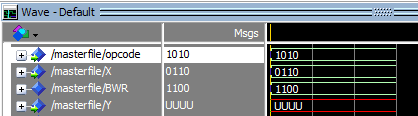 Wave - Default
Msgs
/masterfile/opcode 1010 1010
/masterfile/X 0110 0110
/masterfile/BWR 1100 1100
/masterfile/Y UUUU UUUU